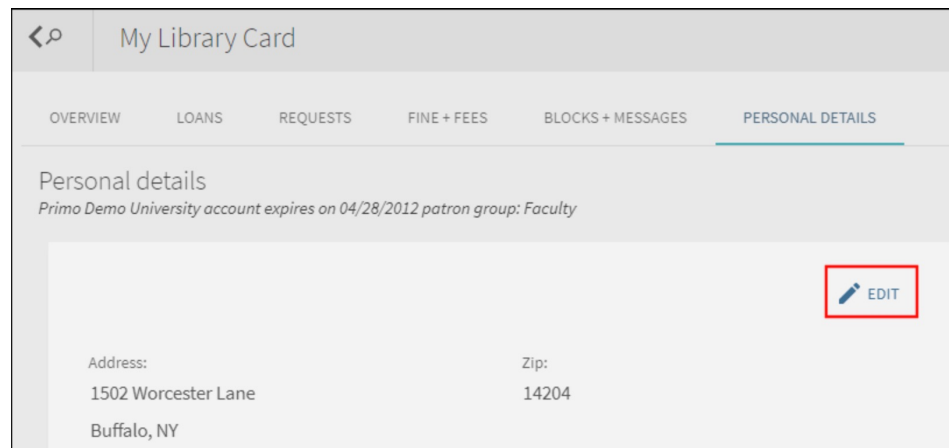 My Library Card
OVERVIEW LOANS REQUESTS FINE + FEES BLOCKS + MESSAGES PERSONAL DETAILS
Personal details
Primo Demo University account expires on 04/28/2012 patron group: Faculty
EDIT
Address: Zip:
1502 Worcester Lane 14204
Buffalo, NY